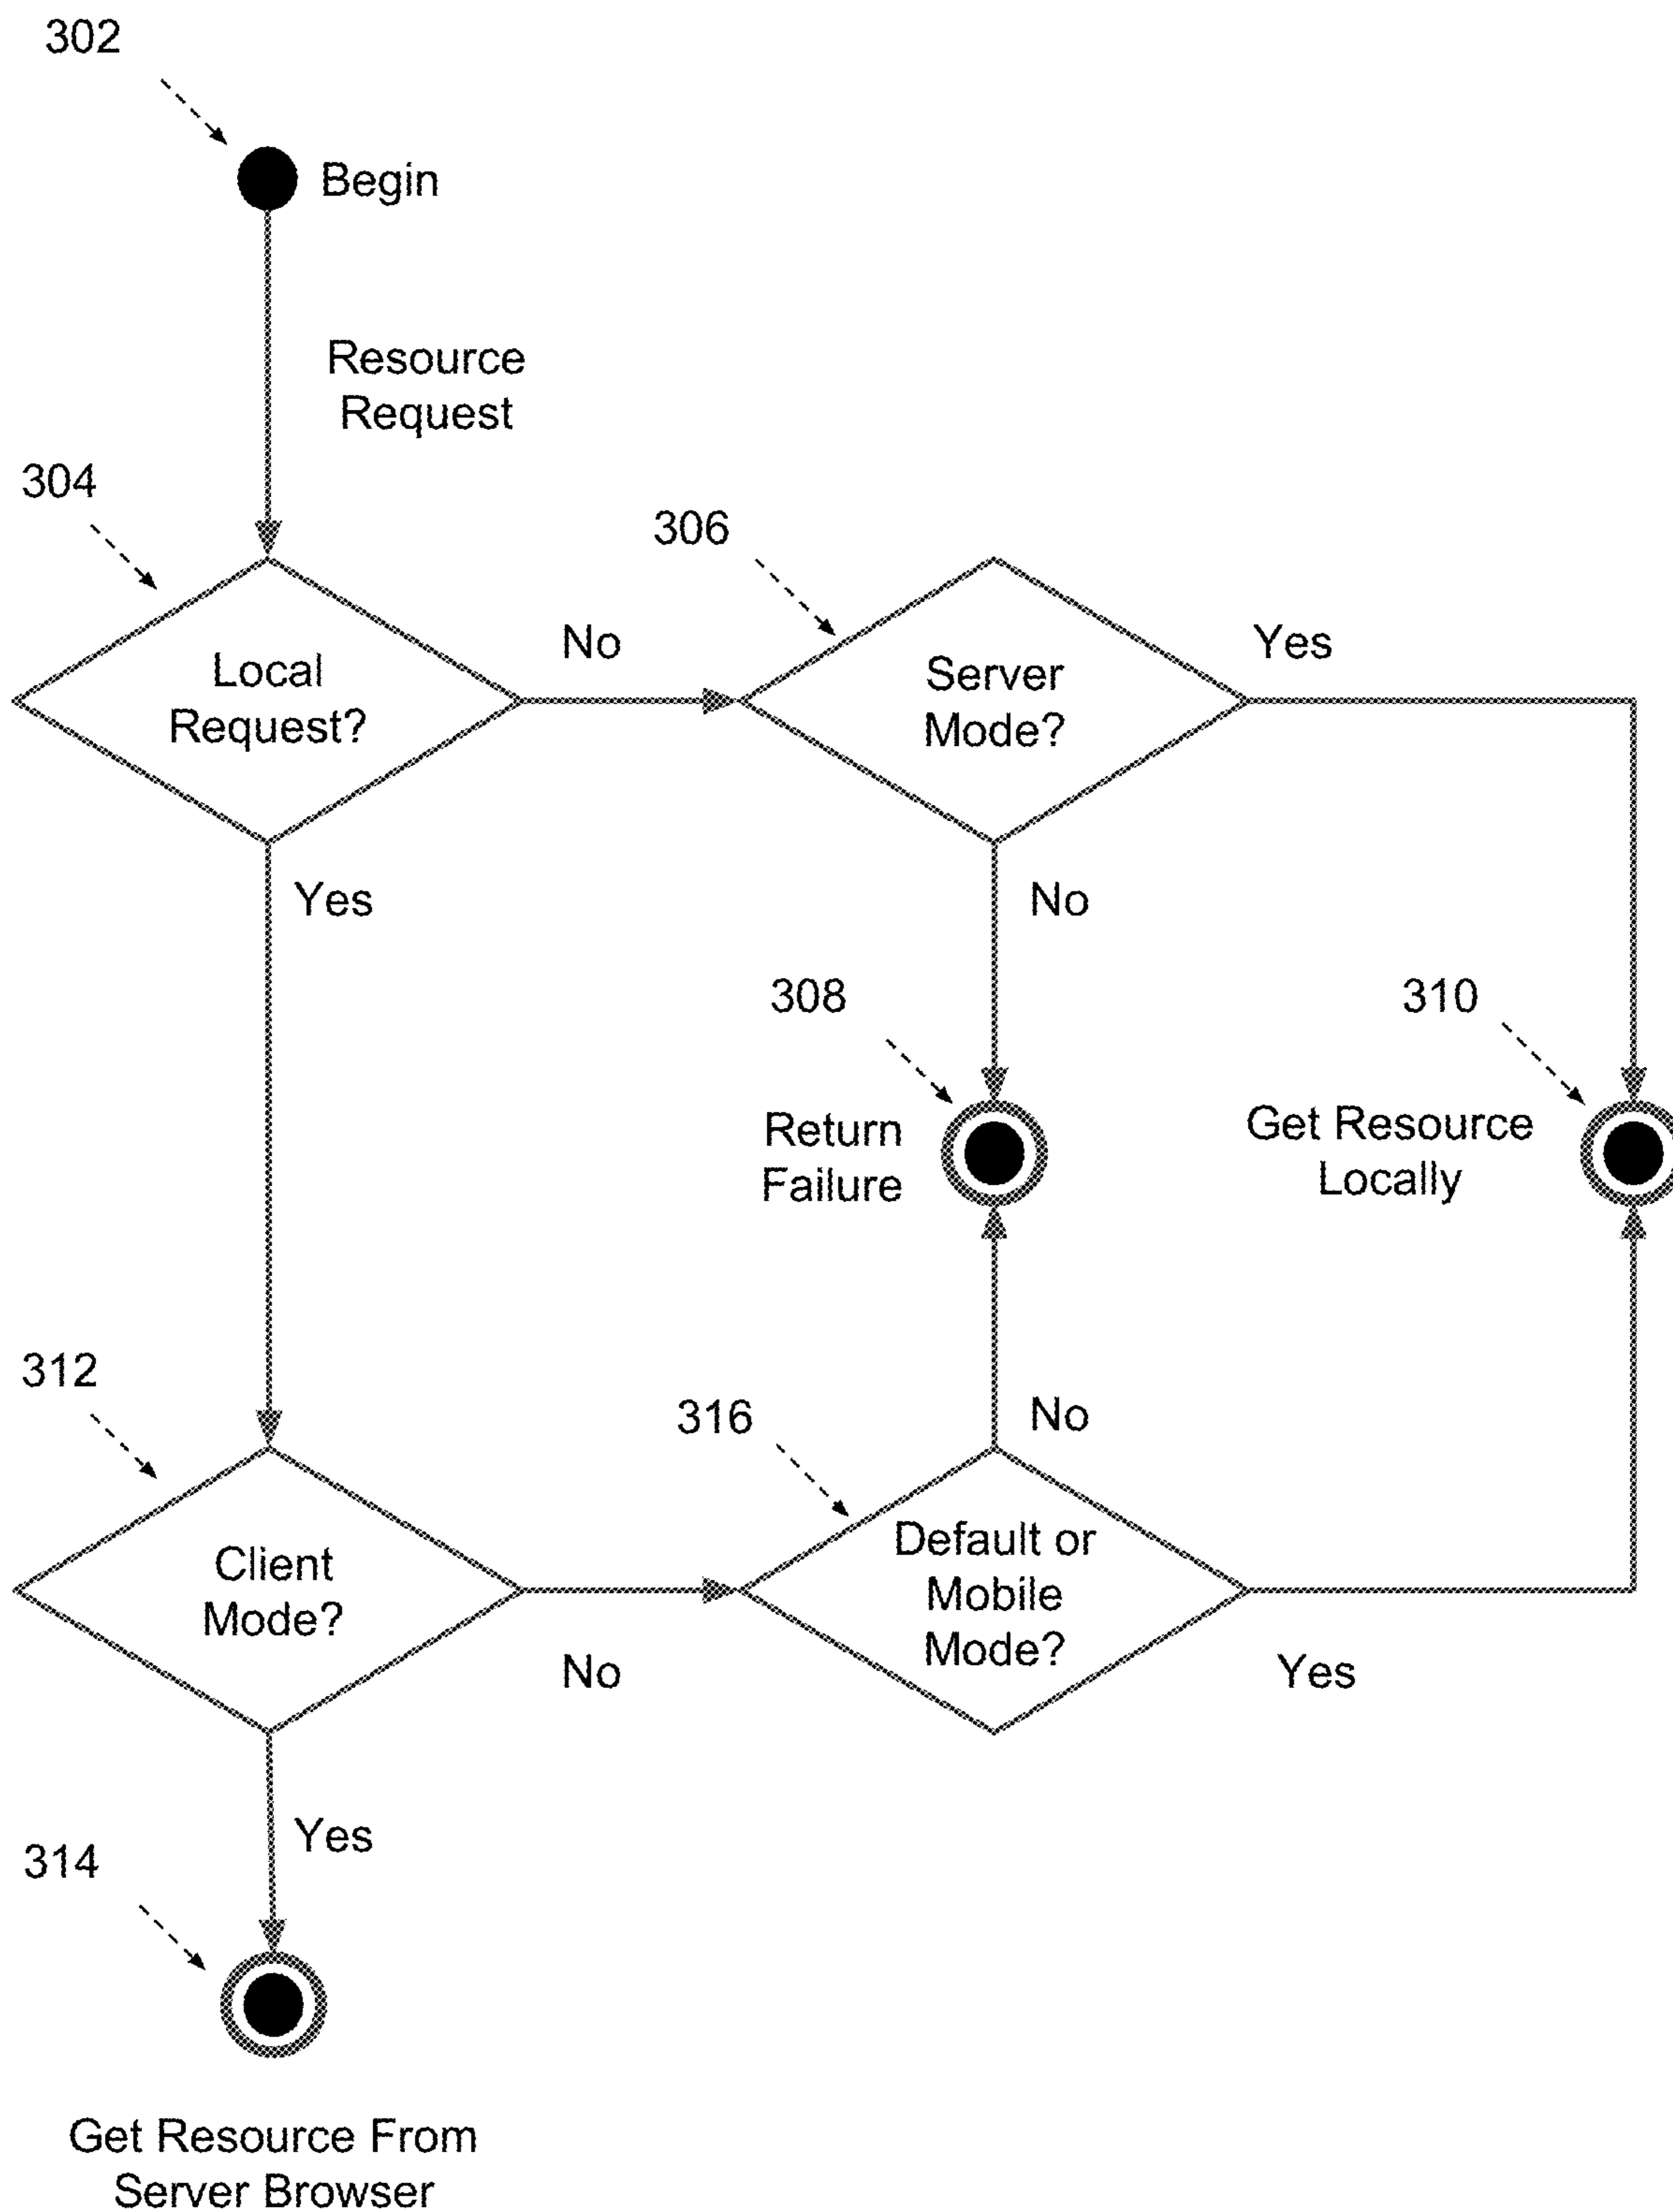 302
Begin
Resource
Request
304
306
Local
Request?
No
Server
Mode?
Yes
Yes
No
308
310
Return
Failure
Get Resource
Locally
312
316
No
Client
Mode?
No
Default or
Mobile
Mode?
Yes
314
Yes
Get Resource From
Server Browser